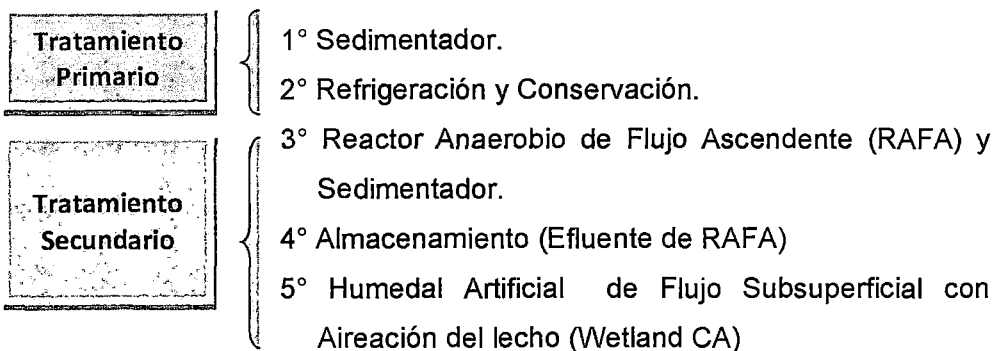 Tratamiento
Primario
1° Sedimentador.
2° Refrigeración y Conservación.
Tratamiento
Secundario
3° Reactor Anaerobio de Flujo Ascendente (RAFA) y
Sedimentador.
4° Almacenamiento (Efluente de RAFA)
5° Humedal Artificial de Flujo Subsuperficial con
Aireación del lecho (Wetland CA)